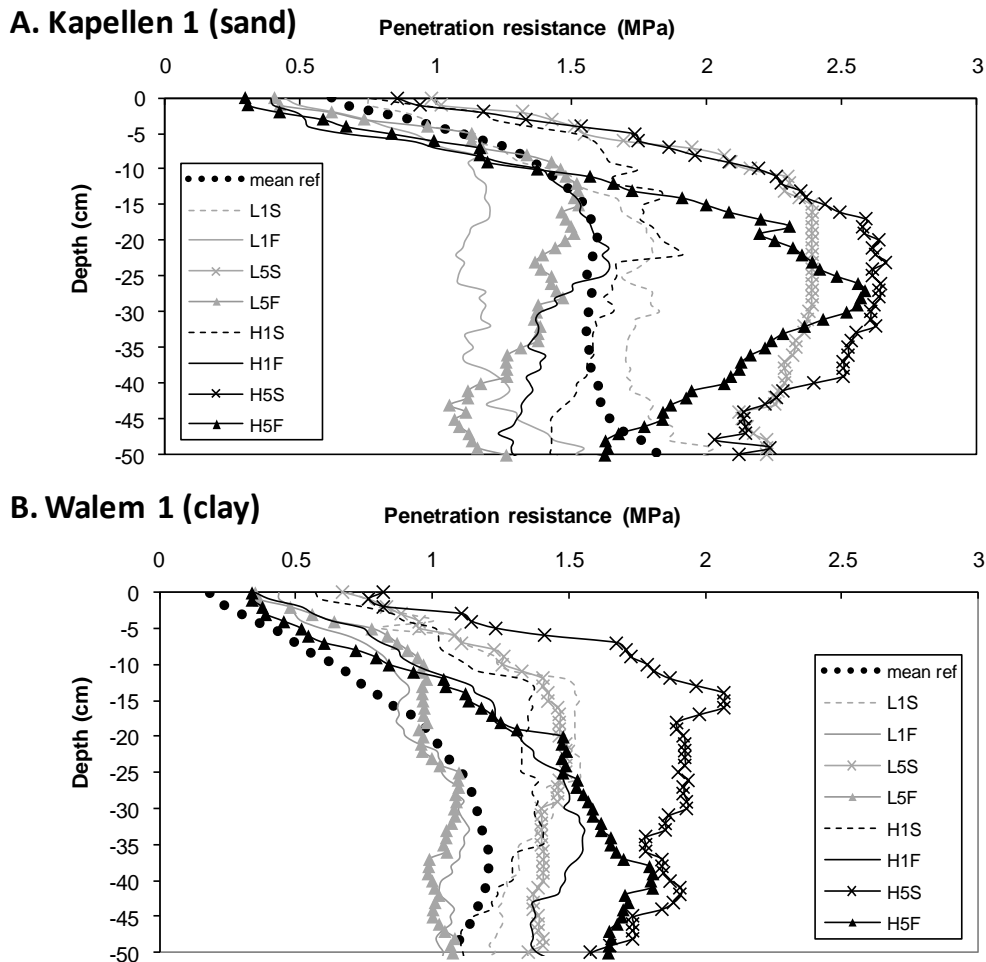 A. Kapellen 1 (sand)
Penetration resistance (MPa)
0 0.5 1 1.5 2 2.5 3
0
-5
-10
-15
-20
-25
-30
-35
-40
-45
-50
Depth (cm)
mean ref
L1S
L1F
L5S
L5F
H1S
H1F
H5S
H5F
B. Walem 1 (clay)
Penetration resistance (MPa)
0 0.5 1 1.5 2 2.5 3
0
-5
-10
-15
-20
-25
-30
-35
-40
-45
-50
Depth (cm)
mean ref
L1S
L1F
L5S
L5F
H1S
H1F
H5S
H5F